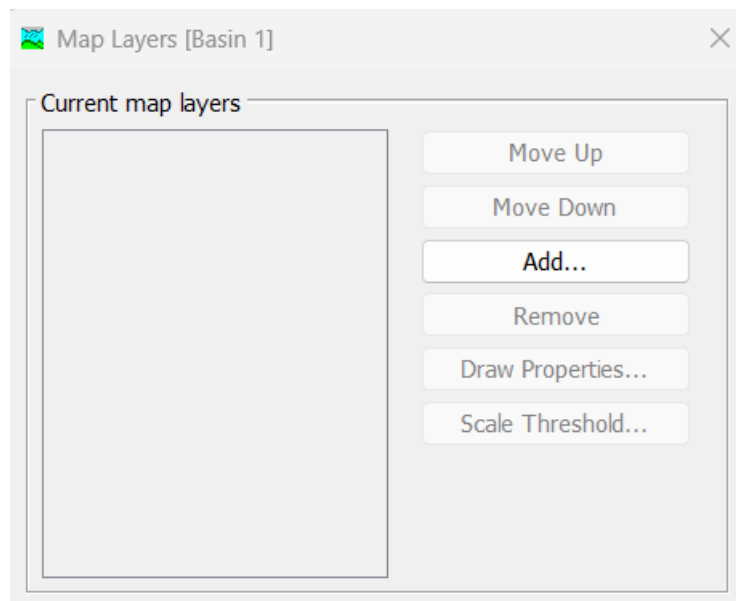 Map Layers [Basin 1]
Current map layers
Move Up
Move Down
Add...
Remove
Draw Properties...
Scale Threshold...